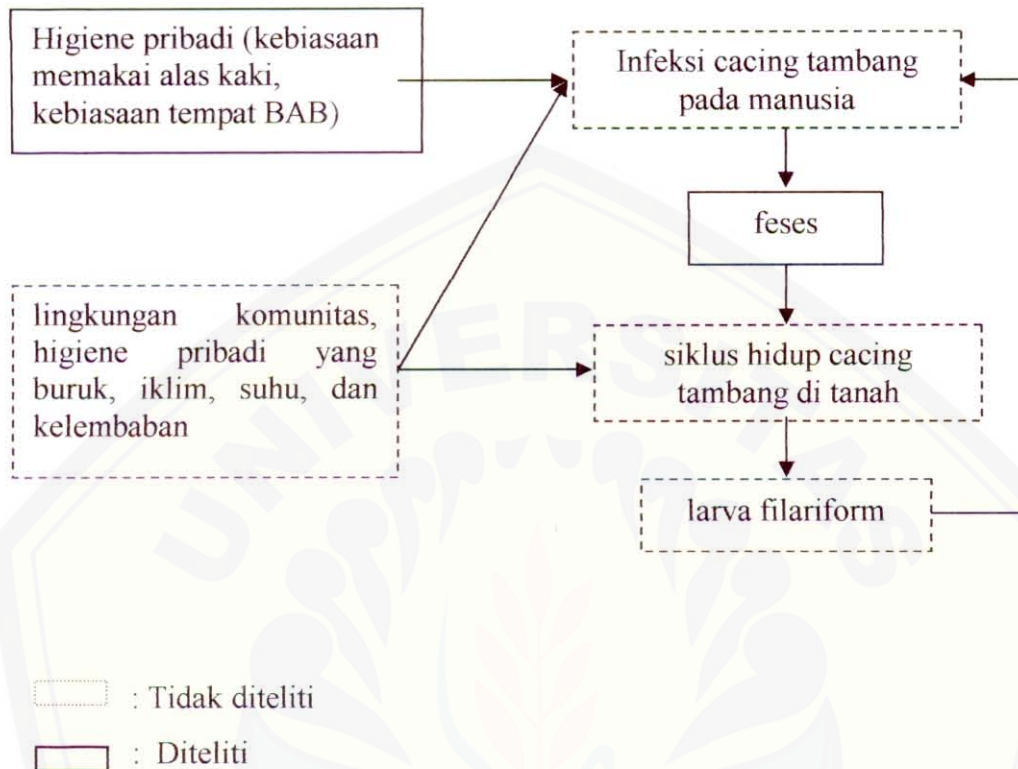 Higiene pribadi (kebiasaan
memakai alas kaki,
kebiasaan tempat BAB)
Infeksi cacing tambang
pada manusia
feses
lingkungan komunitas,
higiene pribadi yang
buruk, iklim, suhu, dan
kelembaban
siklus hidup cacing
tambang di tanah
larva filariform
UNIVERSITAS
: Tidak diteliti
: Diteliti